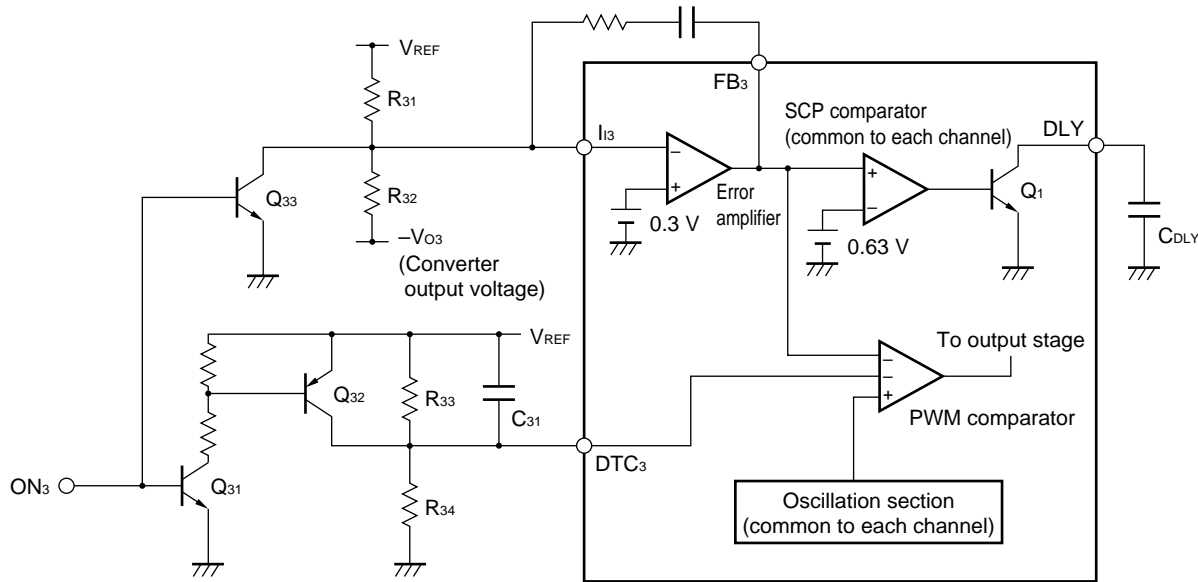 VREF
R31
FB3
SCP comparator
(common to each channel)
DLY
II3
–
+
Error
amplifier
0.3 V
+
–
0.63 V
Q1
CDLY
Q33
R32
–VO3
(Converter
output voltage)
VREF
Q32
R33
C31
To output stage
–
–
+
PWM comparator
DTC3
ON3
Q31
R34
Oscillation section
(common to each channel)